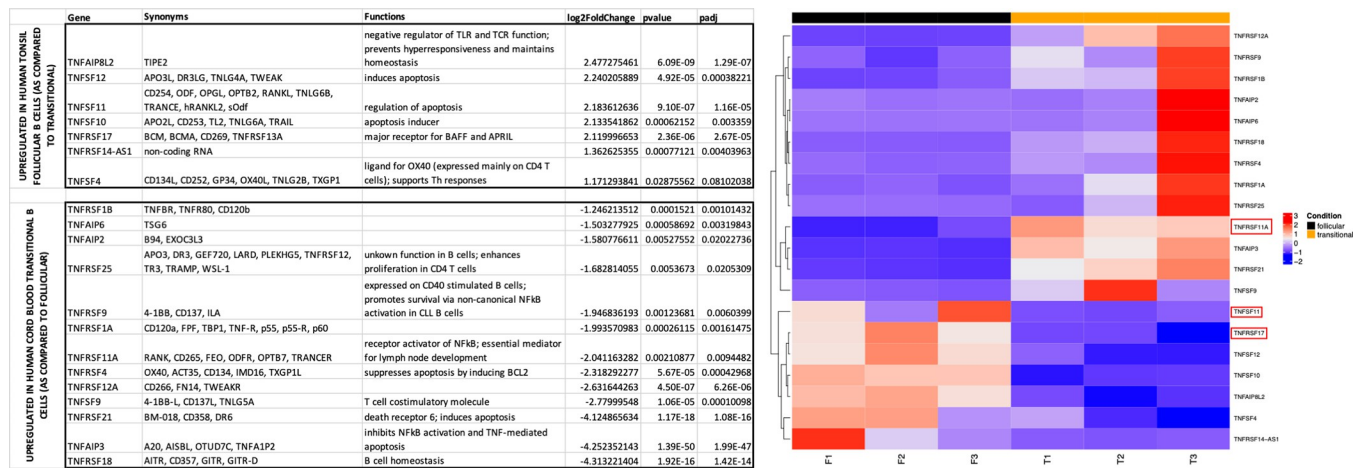 Gene Synonyms Functions log2FoldChange pvalue padj
UPREGULATED IN HUMAN TONSIL FOLLICULAR B CELLS (AS COMPARED TO TRANSITIONAL)
negative regulator of TLR and TCR function;
prevents hyperresponsiveness and maintains
TNFAIP8L2 TIPE2 homeostasis 2.477275461 6.09E-09 1.29E-07
TNFSF12 APO3L, DR3LG, TNLG4A, TWEAK induces apoptosis 2.240205889 4.92E-05 0.00038221
CD254, ODF, OPGL, OPTB2, RANKL, TNLG6B,
TNFSF11 TRANCE, hRANKL2, sOdf regulation of apoptosis 2.183612636 9.10E-07 1.16E-05
TNFSF10 APO2L, CD253, TL2, TNLG6A, TRAIL apoptosis inducer 2.133541862 0.00062152 0.003359
TNFRSF17 BCM, BCMA, CD269, TNFRSF13A major receptor for BAFF and APRIL 2.119996653 2.36E-06 2.67E-05
TNFRSF14-AS1 non-coding RNA 1.362625355 0.00077121 0.00403963
ligand for OX40 (expressed mainly on CD4 T
TNFSF4 CD134L, CD252, GP34, OX40L, TNLG2B, TXGP1 cells); supports Th responses 1.171293841 0.02875562 0.08102038
UPREGULATED IN HUMAN CORD BLOOD TRANSITIONAL B CELLS (AS COMPARED TO FOLLICULAR)
TNFRSF1B TNFBR, TNFR80, CD120b -1.246213512 0.0001521 0.00101432
TNFAIP6 TSG6 -1.503277971 0.00058692 0.00319843
TNFAIP2 B94, EXOC3L3 -1.580776611 0.00527552 0.02022736
APO3, DR3, GEF720, LARD, PLEKHG5, TNFRSF12, unkown function in B cells; enhances
TNFRSF25 TR3, TRAMP, WSL-1 proliferation in CD4 T cells -1.682814055 0.0053673 0.0205309
expressed on CD40 stimulated B cells;
promotes survival via non-canonical NFkB
TNFRSF9 4-1BB, CD137, ILA activation in CLL B cells -1.946836193 0.00123681 0.0060399
TNFRSF1A CD120a, FPF, TBP1, TNF-R, p55, p55-R, p60 -1.993570983 0.00026115 0.00161475
receptor activator of NFkB; essential mediator
TNFRSF11A RANK, CD265, FEO, ODFR, OPTB7, TRANCER for lymph node development -2.041163282 0.00210877 0.0094482
TNFRSF4 OX40, ACT35, CD134, IMD16, TXGP1L suppresses apoptosis by inducing BCL2 -2.318292277 5.67E-05 0.00042968
TNFRSF12A CD266, FN14, TWEAKR -2.631644263 4.50E-07 6.26E-06
TNFSF9 4-1BB-L, CD137L, TNLG5A T cell costimulatory molecule -2.77999548 1.06E-05 0.00010098
TNFRSF21 BM-018, CD358, DR6 death receptor 6; induces apoptosis -4.124865634 1.17E-18 1.08E-16
inhibits NFkB activation and TNF-mediated
TNFAIP3 A20, AISBL, OTUD7C, TNFA1P2 apoptosis -4.252352143 1.39E-50 1.99E-47
TNFRSF18 AITR, CD357, GITR, GITR-D B cell homeostasis -4.313221404 1.92E-16 1.42E-14
TNFRSF12A
TNFRSF9
TNFRSF1B
TNFAIP2
TNFAIP6
TNFRSF18
TNFRSF4
TNFRSF1A
TNFRSF25
TNFRSF11A
TNFAIP3
TNFRSF21
TNFSF9
TNFSF11
TNFRSF17
TNFSF12
TNFSF10
TNFAIP8L2
TNFSF4
TNFRSF14-AS1
F1 F2 F3 T1 T2 T3
3
2
1
0
-1
-2
Condition
follicular
transitional